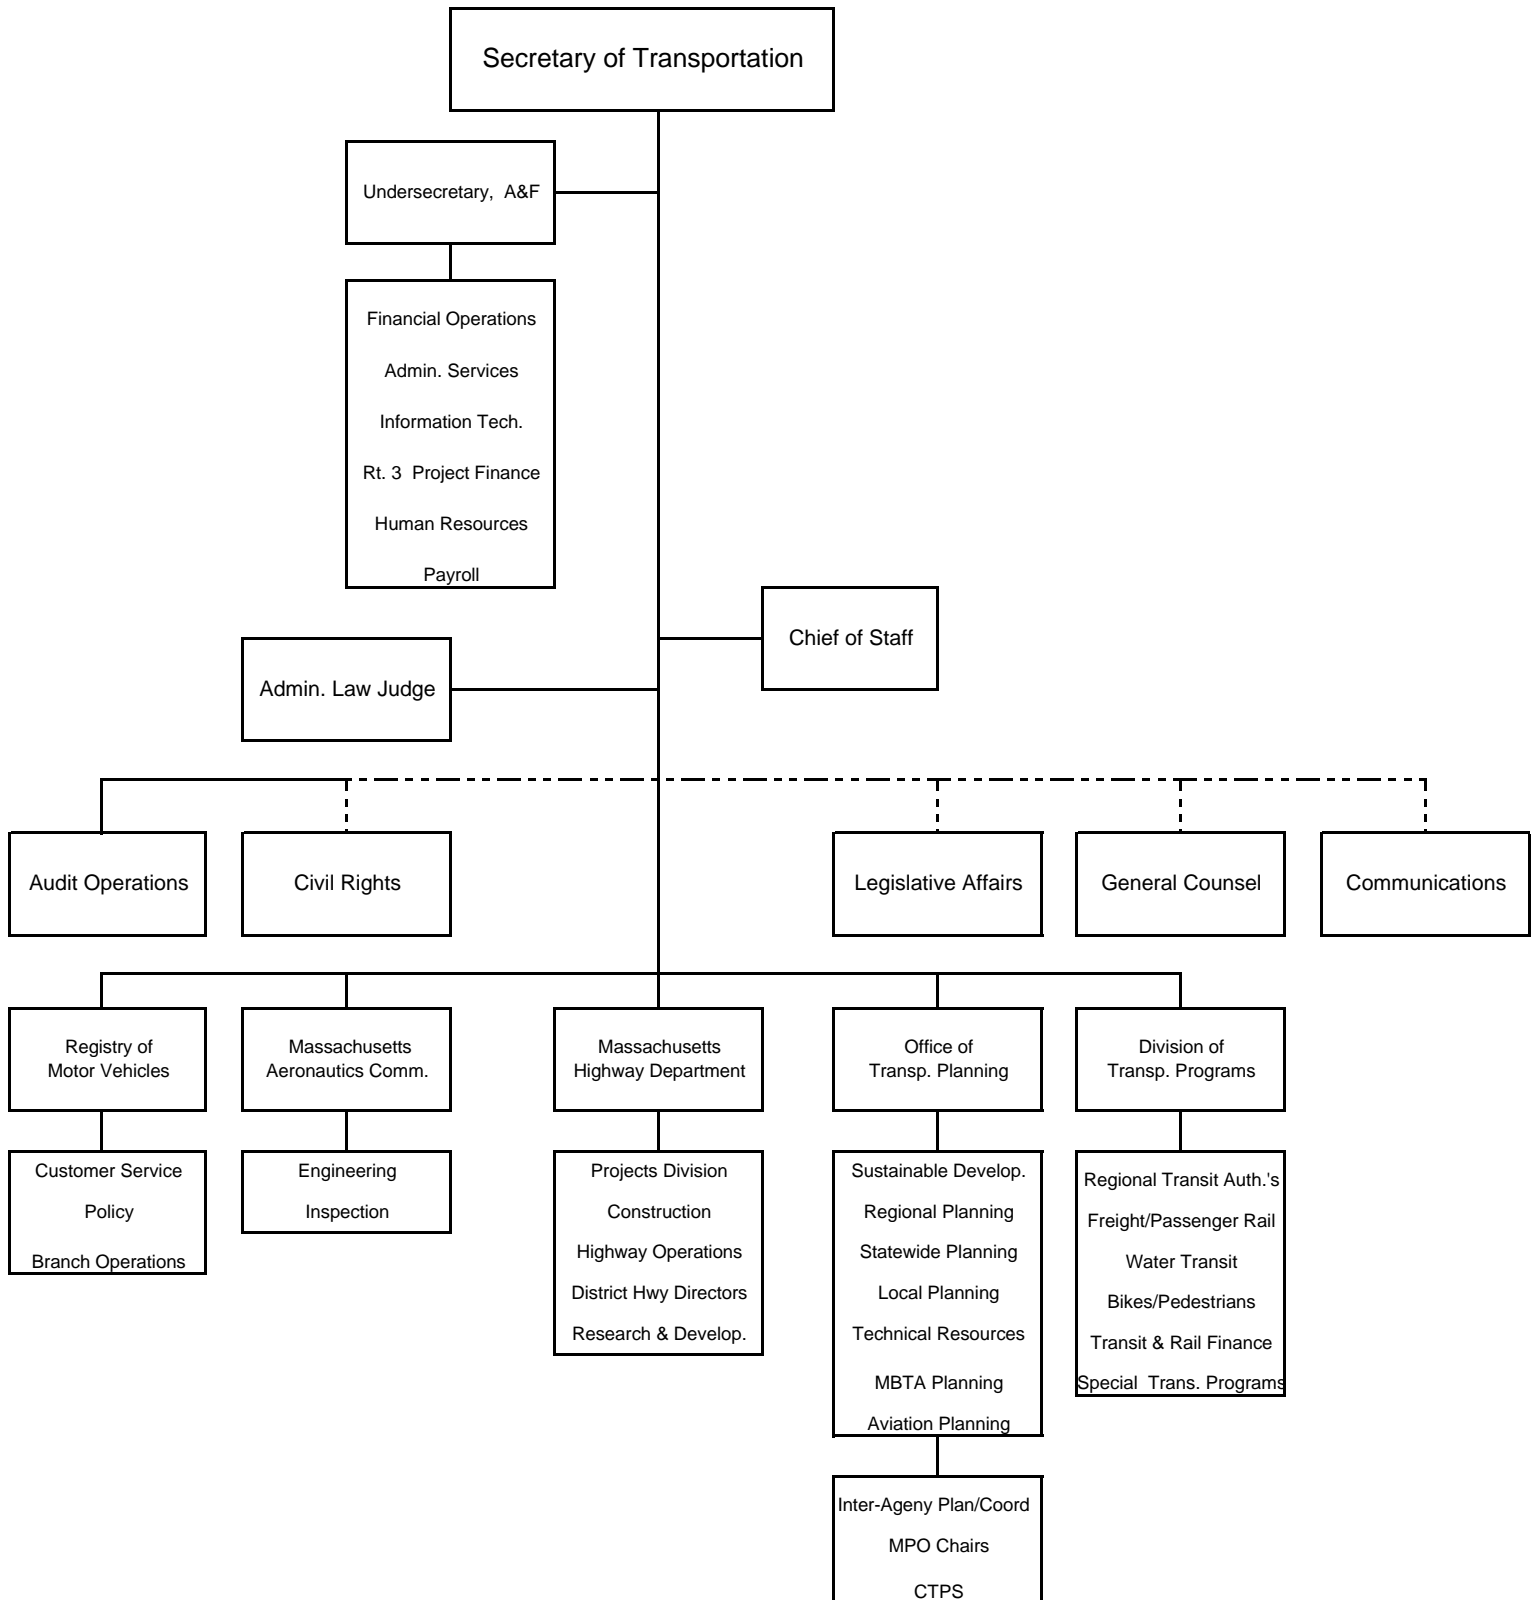 Secretary of Transportation
Undersecretary,  A&F
Financial Operations
Admin. Services
Information Tech.
Rt. 3  Project Finance
Human Resources
Payroll
Chief of Staff
Admin. Law Judge
Audit Operations
Civil Rights
Legislative Affairs
General Counsel
Communications
Registry of
Motor Vehicles
Massachusetts
Aeronautics Comm.
Massachusetts
Highway Department
Office of
Transp. Planning
Division of
Transp. Programs
Customer Service
Policy
Branch Operations
Engineering
Inspection
Projects Division
Construction
Highway Operations
District Hwy Directors
Research & Develop.
Sustainable Develop.
Regional Planning
Statewide Planning
Local Planning
Technical Resources
MBTA Planning
Aviation Planning
Regional Transit Auth.'s
Freight/Passenger Rail
Water Transit
Bikes/Pedestrians
Transit & Rail Finance
Special  Trans. Programs
Inter-Ageny Plan/Coord
MPO Chairs
CTPS